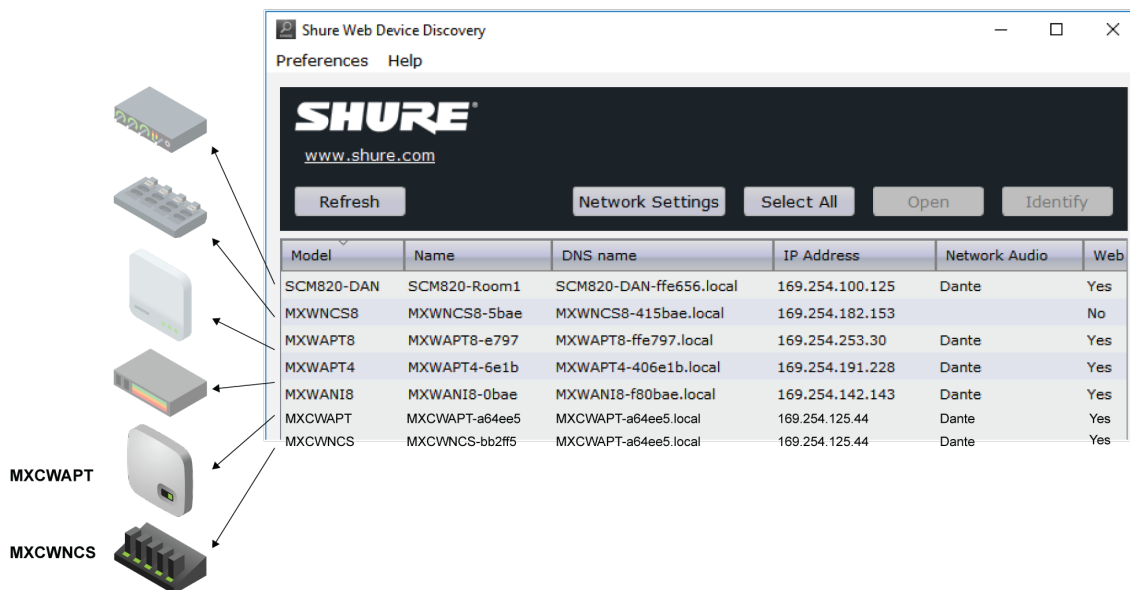 Shure Web Device Discovery
Preferences Help
SHURE
www.shure.com
Refresh Network Settings Select All Open Identify
Model Name DNS name IP Address Network Audio Web
SCM820-DAN SCM820-Room1 SCM820-DAN-ffe656.local 169.254.100.125 Dante Yes
MXWNCS8 MXWNCS8-5bae MXWNCS8-415bae.local 169.254.182.153 No
MXWAPT8 MXWAPT8-e797 MXWAPT8-ffe797.local 169.254.253.30 Dante Yes
MXWAPT4 MXWAPT4-6e1b MXWAPT4-406e1b.local 169.254.191.228 Dante Yes
MXWANI8 MXWANI8-0bae MXWANI8-f80bae.local 169.254.142.143 Dante Yes
MXCWAPT MXCWAPT-a64ee5 MXCWAPT-a64ee5.local 169.254.125.44 Dante Yes
MXCWNCS MXCWNCS-bb2ff5 MXCWAPT-a64ee5.local 169.254.125.44 Dante Yes
MXCWAPT
MXCWNCS